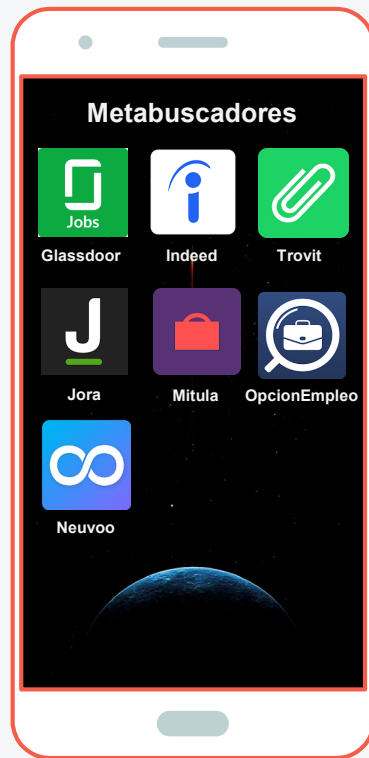 Metabuscadores
Jobs
Glassdoor Indeed Trovit
J
Jora Mitula OpcionEmpleo
Neuvoo